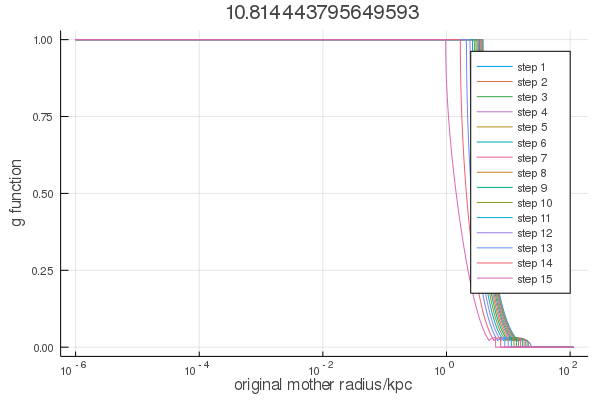 10.814443795649593
1.00
0.75
0.50
0.25
0.00
g function
step 1
step 2
step 3
step 4
step 5
step 6
step 7
step 8
step 9
step 10
step 11
step 12
step 13
step 14
step 15
10^-6
10^-4
10^-2
10^0
10^2
original mother radius/kpc